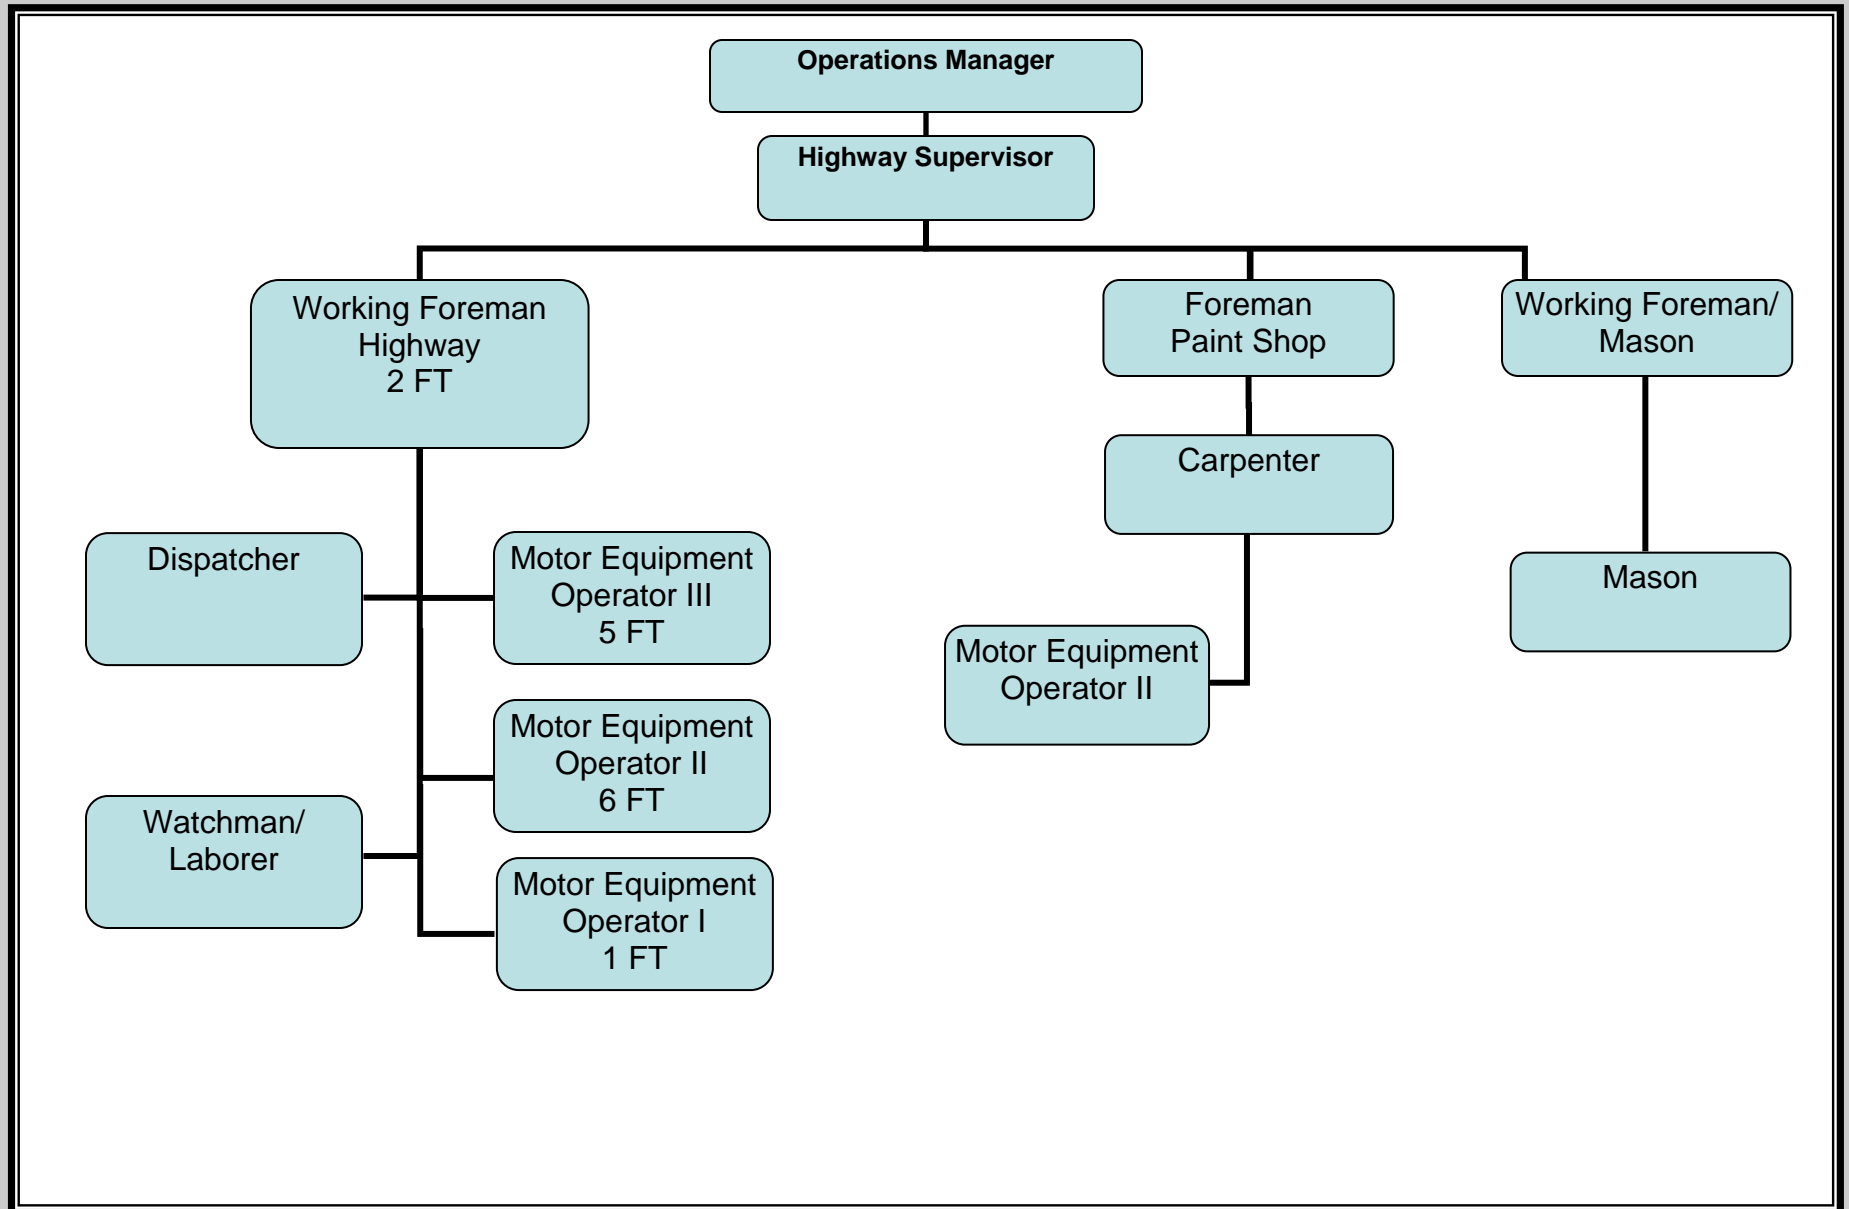 Operations Manager
Highway Supervisor
Working Foreman
Highway
2 FT
Foreman
Paint Shop
Working Foreman/
Mason
Carpenter
Dispatcher
Motor Equipment
Operator III
5 FT
Mason
Motor Equipment
Operator II
Motor Equipment
Operator II
6 FT
Watchman/
Laborer
Motor Equipment
Operator I
1 FT